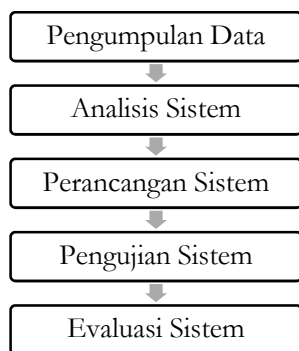 Pengumpulan Data
Analisis Sistem
Perancangan Sistem
Pengujian Sistem
Evaluasi Sistem